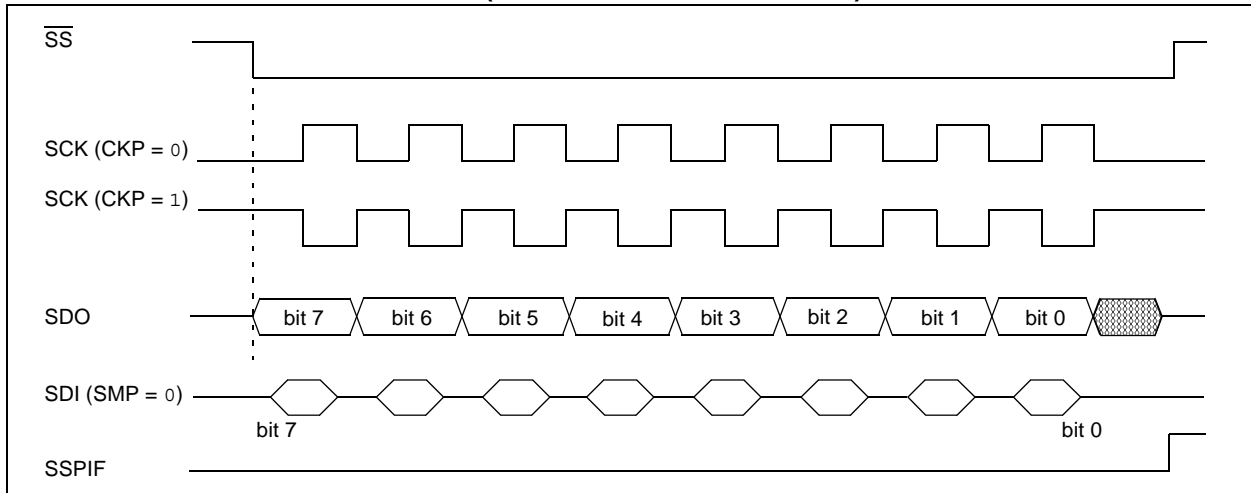 SS
SCK (CKP = 0)
SCK (CKP = 1)
SDO
bit 7 bit 6 bit 5 bit 4 bit 3 bit 2 bit 1 bit 0
SDI (SMP = 0)
bit 7 bit 0
SSPIF